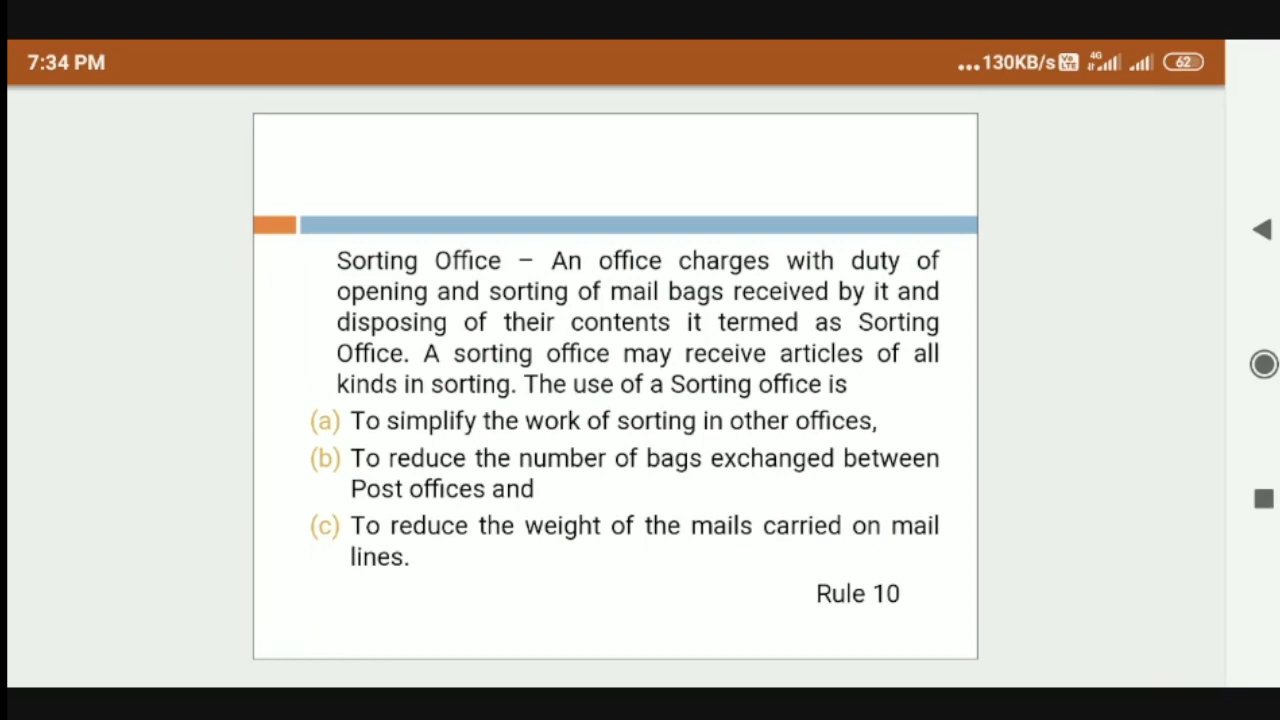 7:34 PM
...130KB/s Vo LTE 4G 62
Sorting Office – An office charges with duty of
opening and sorting of mail bags received by it and
disposing of their contents it termed as Sorting
Office. A sorting office may receive articles of all
kinds in sorting. The use of a Sorting office is
(a) To simplify the work of sorting in other offices,
(b) To reduce the number of bags exchanged between
Post offices and
(c) To reduce the weight of the mails carried on mail
lines.
Rule 10